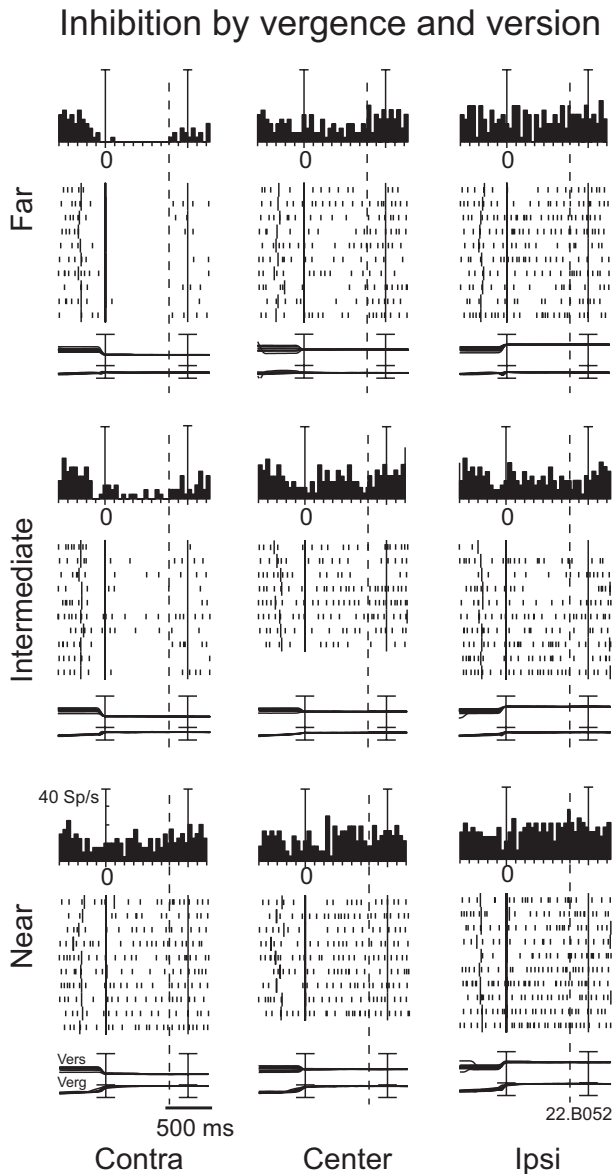 Inhibition by vergence and version
Far
0 0 0
Intermediate
0 0 0
Near
40 Sp/s
0 0 0
Vers
Verg
500 ms
22.B052
Contra Center Ipsi